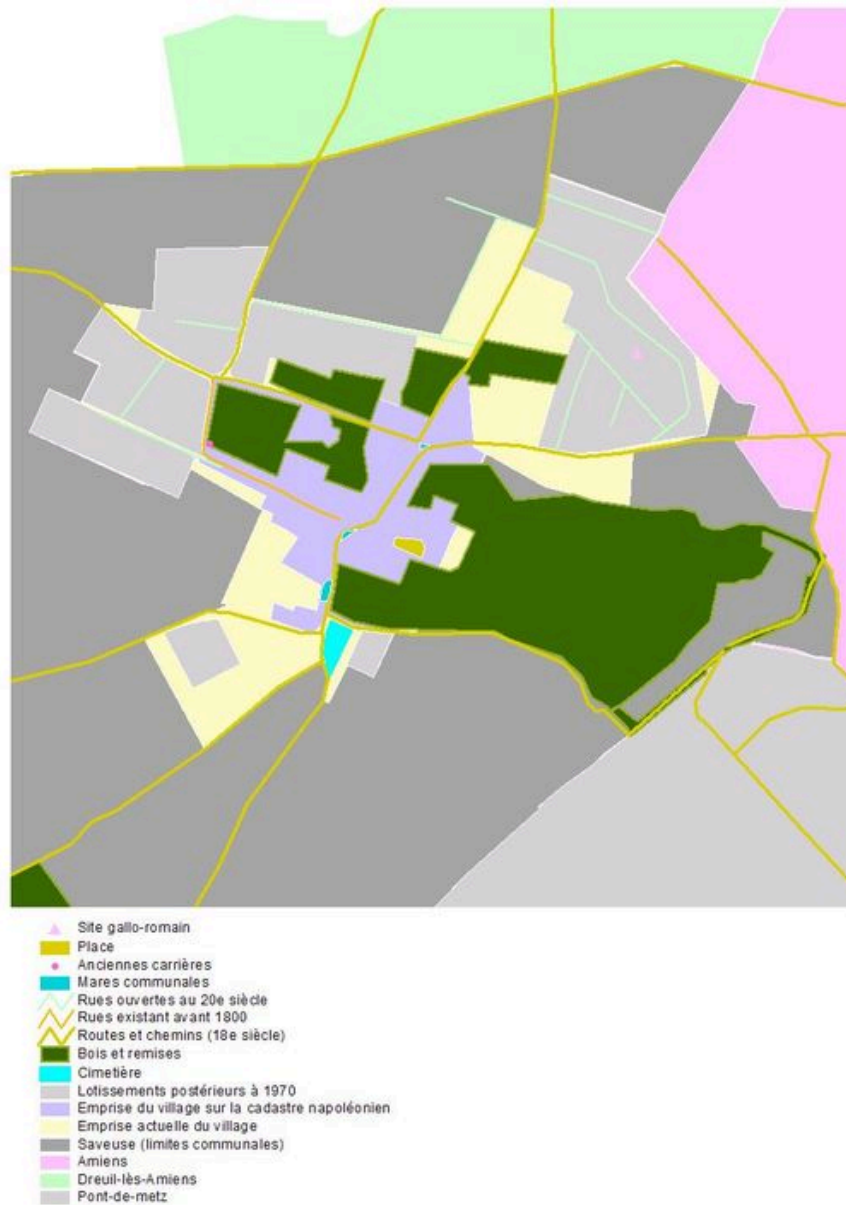 Site gallo-romain
Place
Anciennes carrières
Mares communales
Rues ouvertes au 20e siècle
Rues existant avant 1800
Routes et chemins (18e siècle)
Bois et remises
Cimetière
Lotissements postérieurs à 1970
Emprise du village sur la cadastre napoléonien
Emprise actuelle du village
Saveuse (limites communales)
Amiens
Dreuil-lès-Amiens
Pont-de-metz